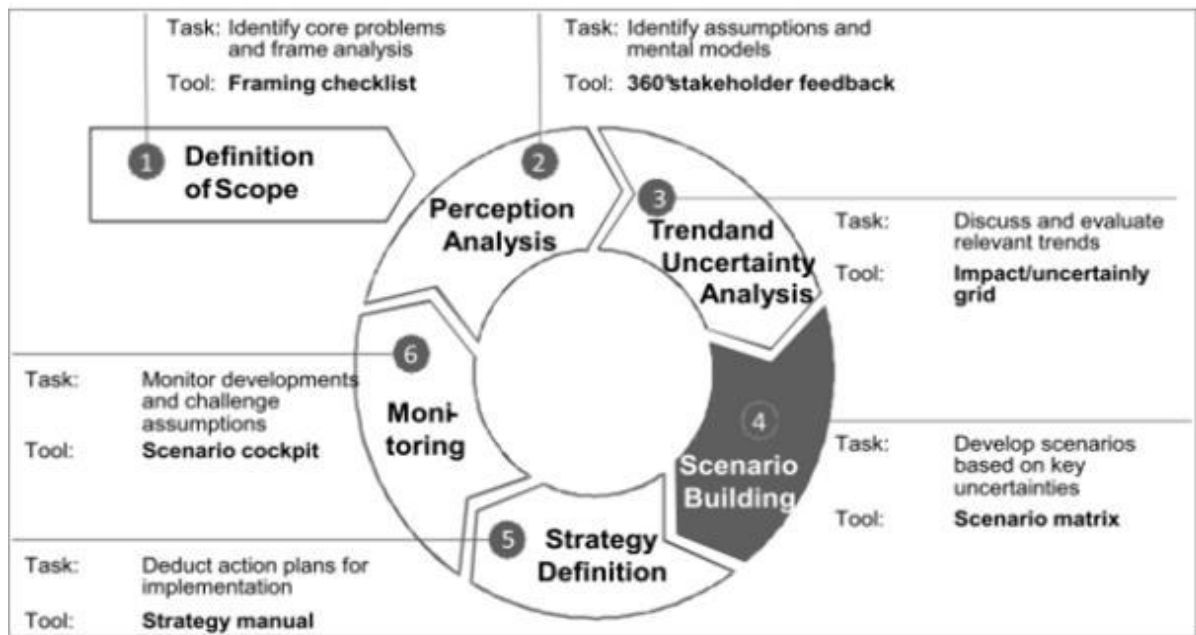 Task: Identify core problems
and frame analysis
Tool: Framing checklist
Task: Identify assumptions and
mental models
Tool: 360°stakeholder feedback
1 Definition
of Scope
2
Perception
Analysis
3
Trendand
Uncertainty
Analysis
Task: Discuss and evaluate
relevant trends
Tool: Impact/uncertainly
grid
4
Scenario
Building
Task: Develop scenarios
based on key
uncertainties
Tool: Scenario matrix
5 Strategy
Definition
Task: Deduct action plans for
implementation
Tool: Strategy manual
6
Moni-
toring
Task: Monitor developments
and challenge
assumptions
Tool: Scenario cockpit